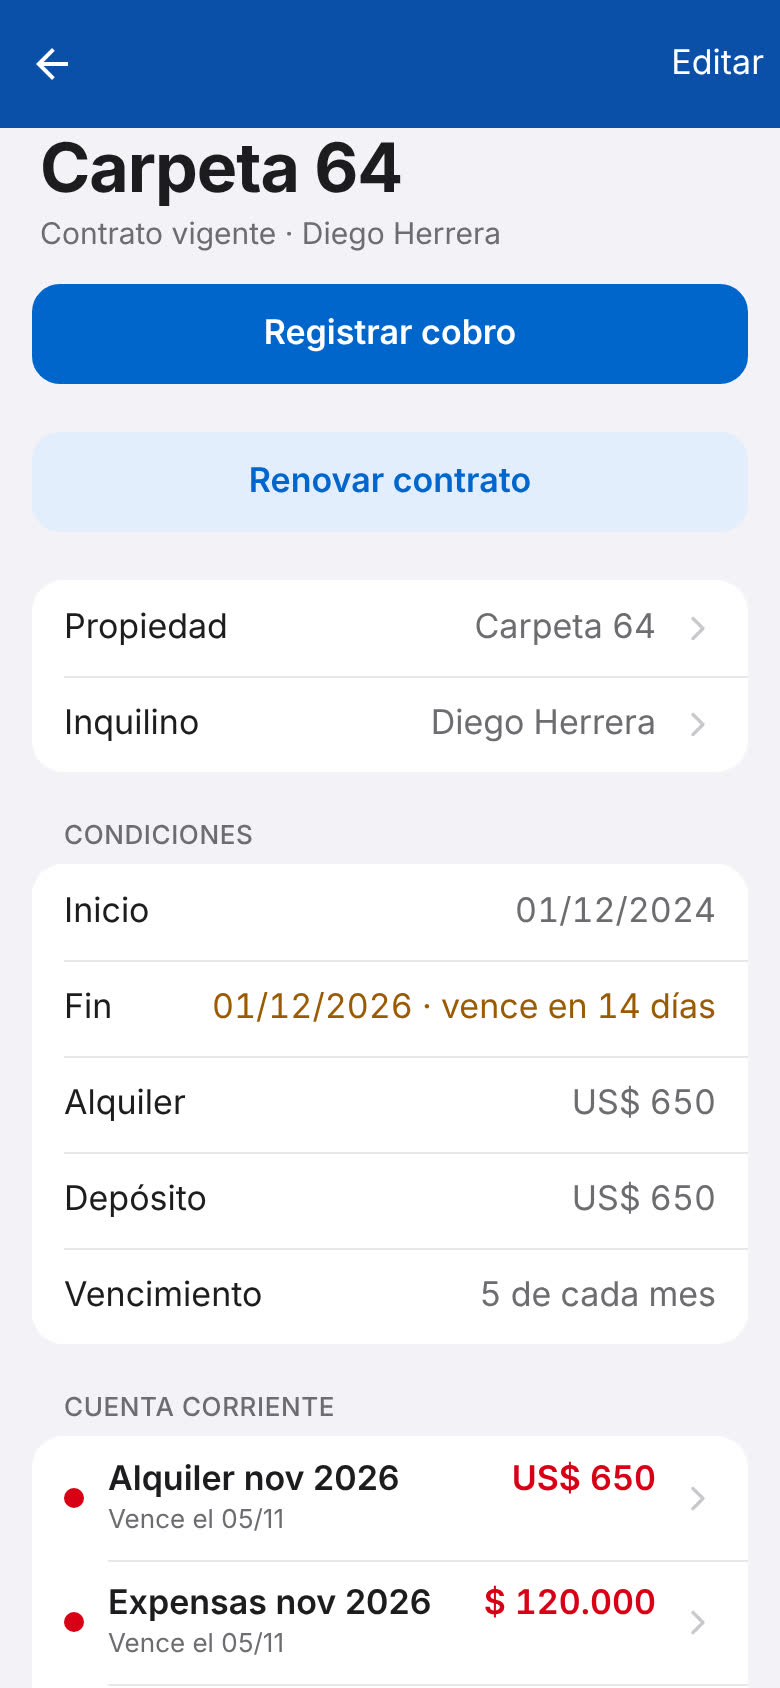 Editar
Carpeta 64
Contrato vigente · Diego Herrera
Registrar cobro
Renovar contrato
Propiedad Carpeta 64
Inquilino Diego Herrera
CONDICIONES
Inicio 01/12/2024
Fin 01/12/2026 · vence en 14 días
Alquiler US$ 650
Depósito US$ 650
Vencimiento 5 de cada mes
CUENTA CORRIENTE
Alquiler nov 2026 US$ 650
Vence el 05/11
Expensas nov 2026 $ 120.000
Vence el 05/11